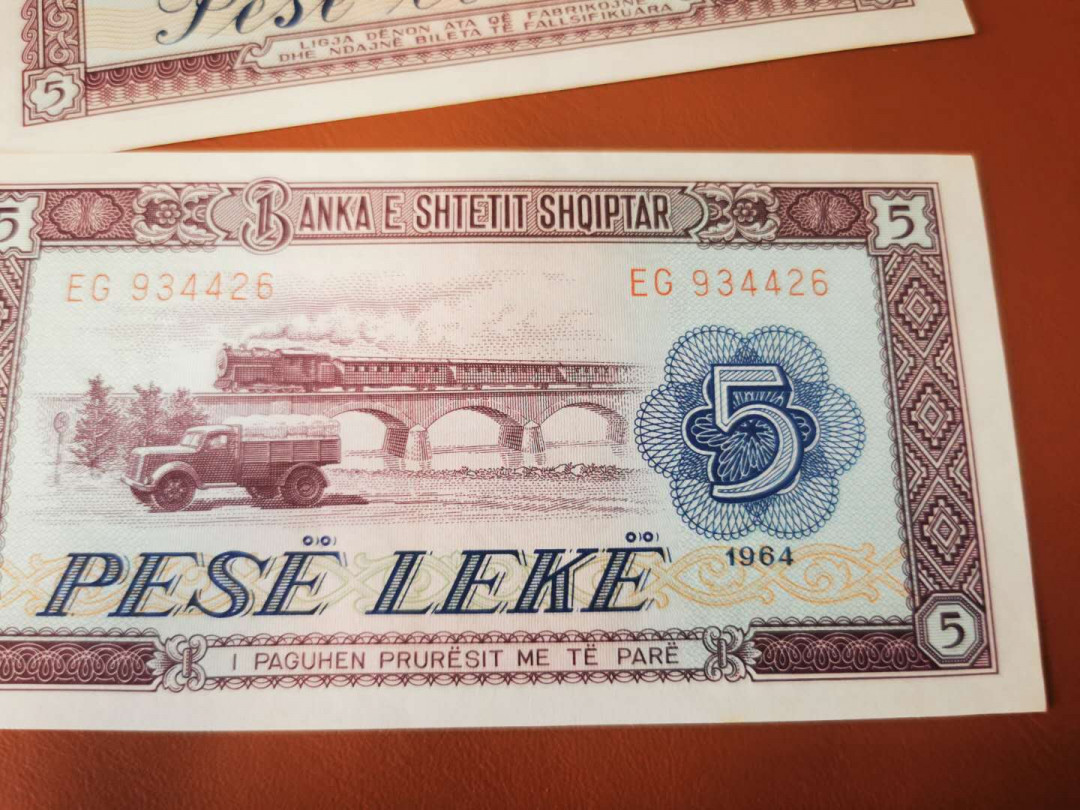 Pesë
LIGJA DËNON ATA QË FABRIKOJNË
DHE NDAJNË BILETA TË FALLSIFIKUARA
5
5 BANKA E SHTETIT SHQIPTAR 5
EG 934426 EG 934426
5
1964
PESË LEKË
I PAGUHEN PRURËSIT ME TË PARË 5